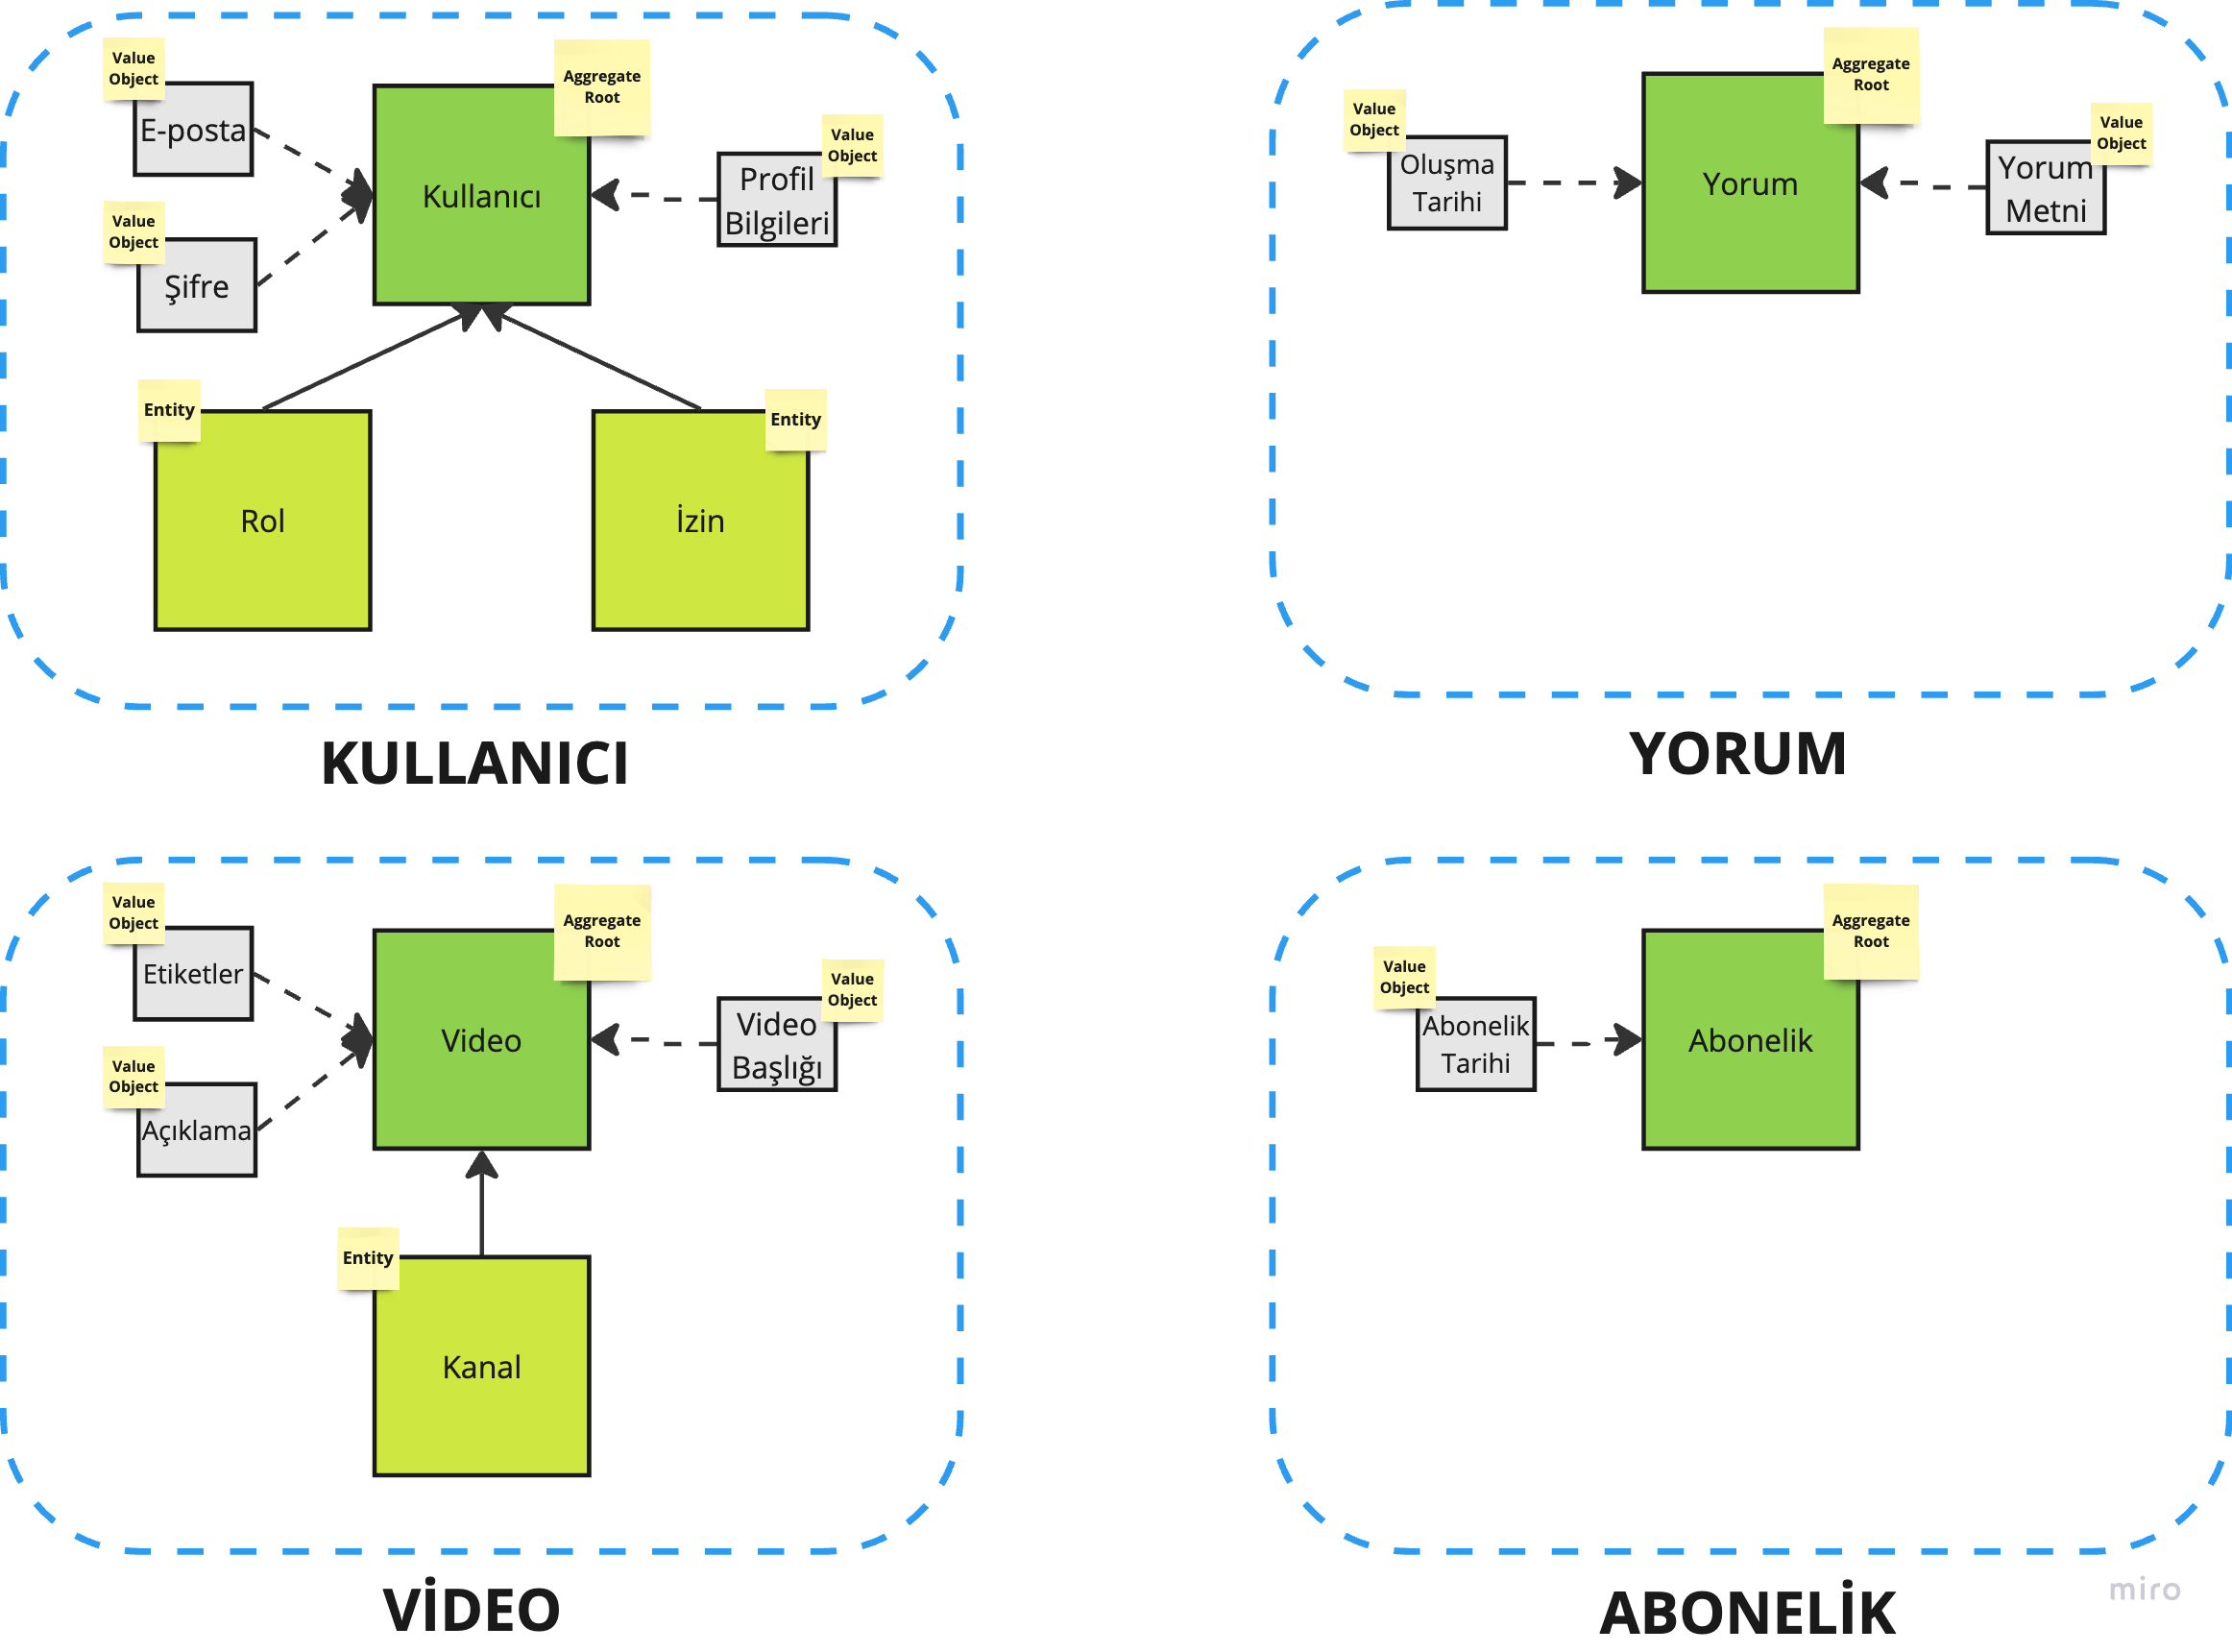 Value
Object
E-posta
Value
Object
Şifre
Aggregate
Root
Kullanıcı
Value
Object
Profil
Bilgileri
Entity
Rol
Entity
İzin
KULLANICI
Value
Object
Oluşma
Tarihi
Aggregate
Root
Yorum
Value
Object
Yorum
Metni
YORUM
Value
Object
Etiketler
Value
Object
Açıklama
Aggregate
Root
Video
Value
Object
Video
Başlığı
Entity
Kanal
VİDEO
Value
Object
Abonelik
Tarihi
Aggregate
Root
Abonelik
ABONELİK
miro